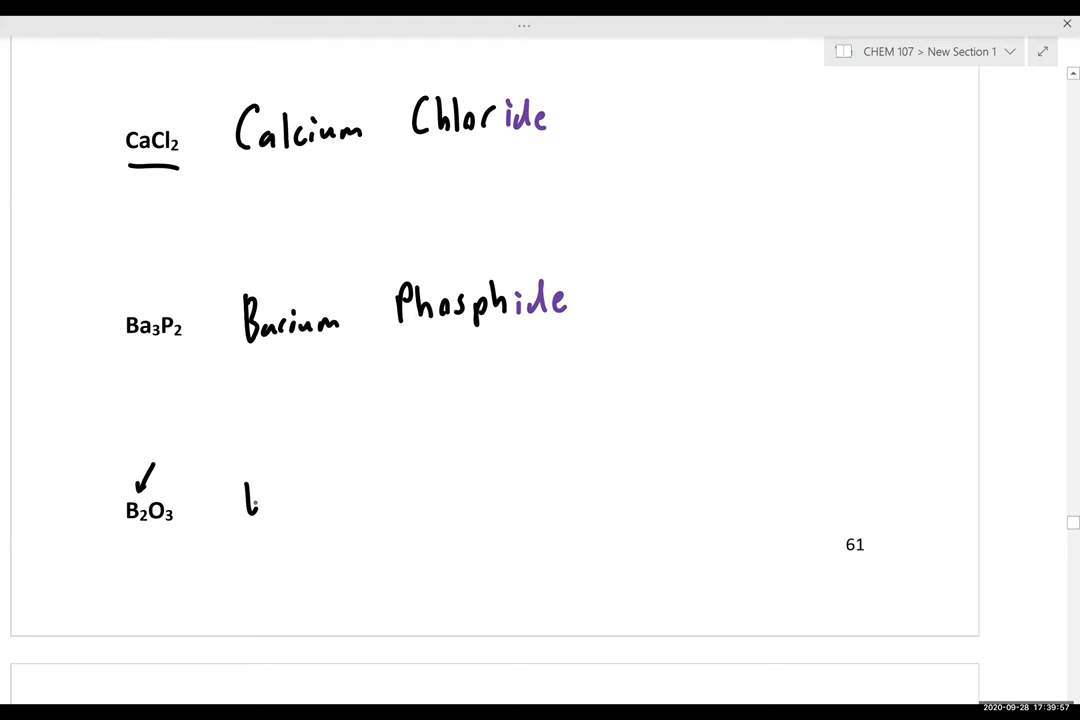 ...
CHEM 107 > New Section 1
CaCl₂ Calcium Chloride
Ba₃P₂ Barium Phosphide
B₂O₃
61
2020-09-28 17:39:57